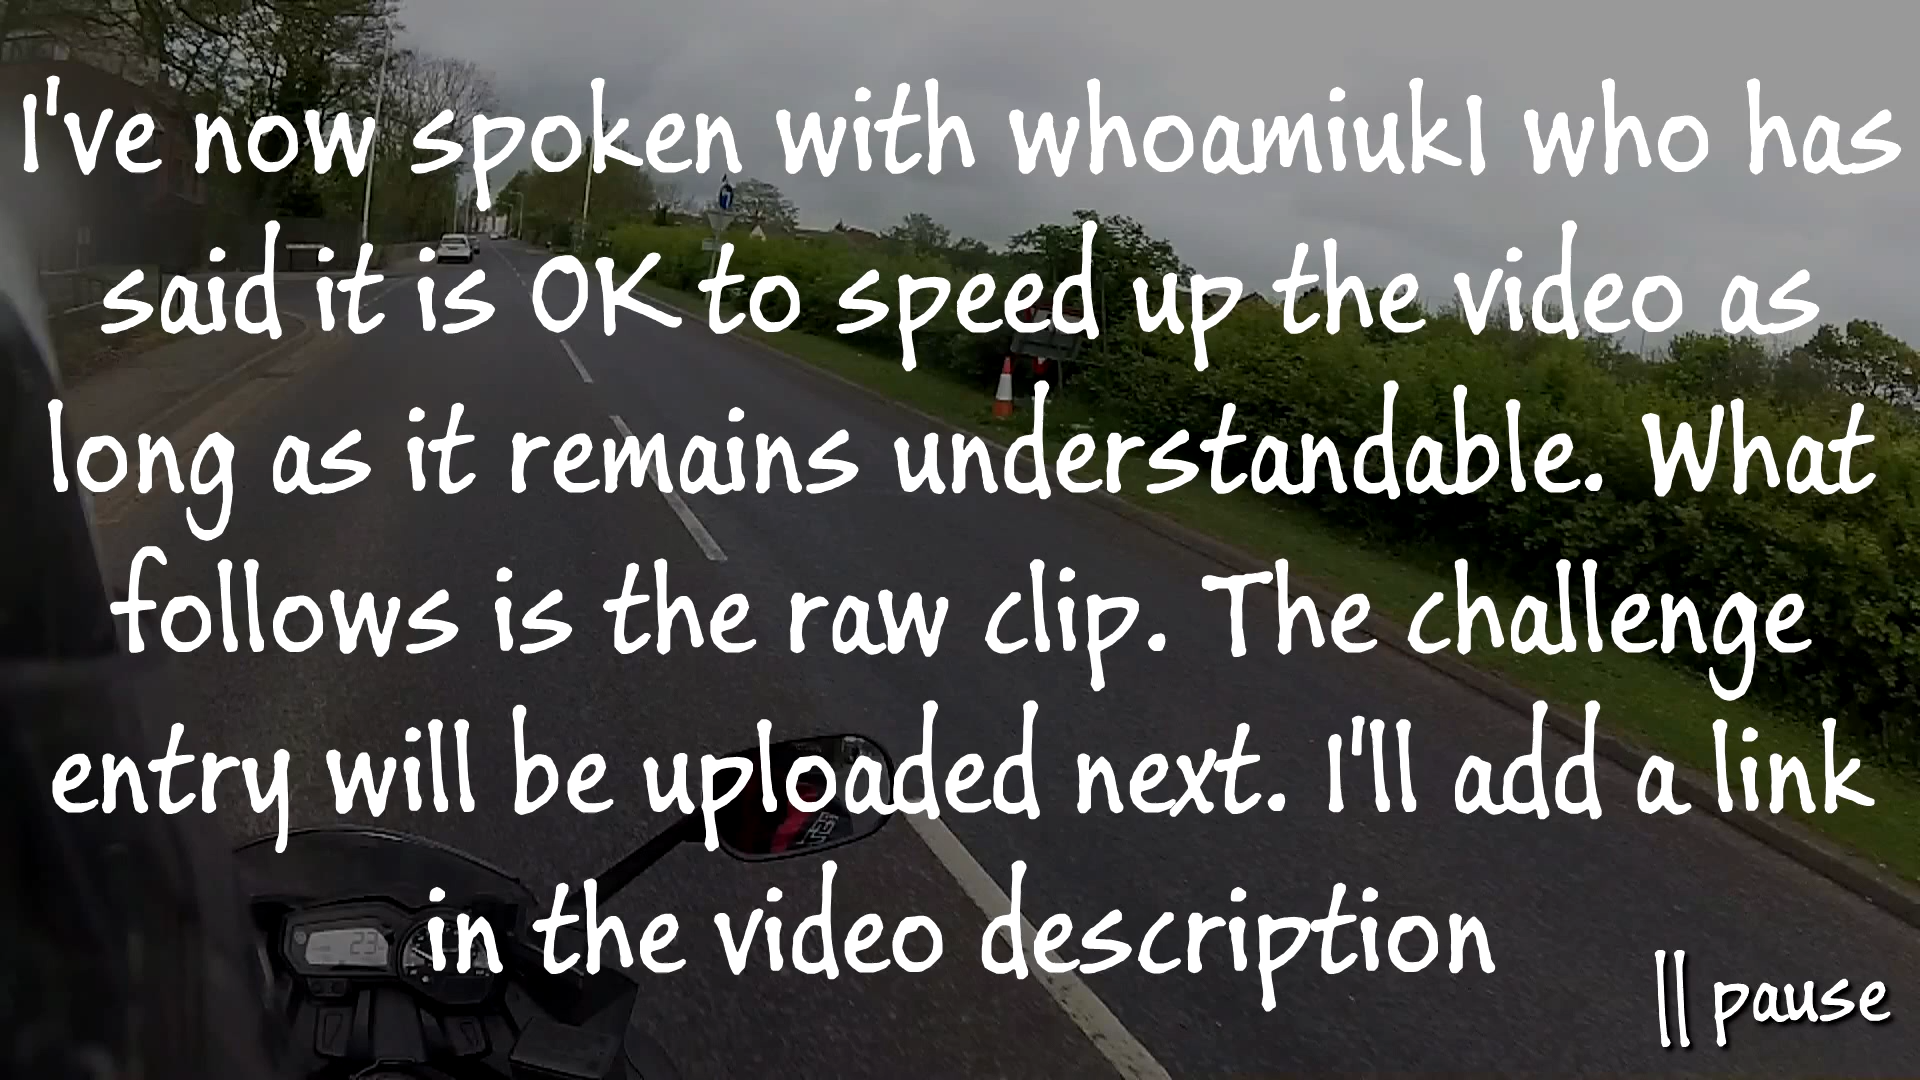 I've now spoken with whoamiuk1 who has
said it is OK to speed up the video as
long as it remains understandable. What
follows is the raw clip. The challenge
entry will be uploaded next. I'll add a link
in the video description
|| pause
23